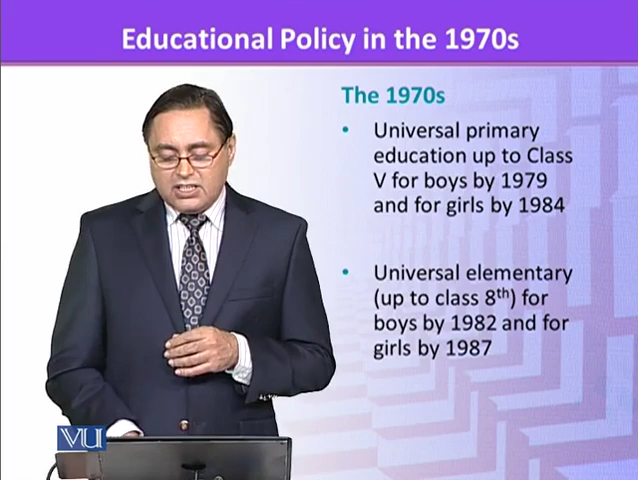 Educational Policy in the 1970s
The 1970s
• Universal primary
education up to Class
V for boys by 1979
and for girls by 1984
• Universal elementary
(up to class 8th) for
boys by 1982 and for
girls by 1987
VU